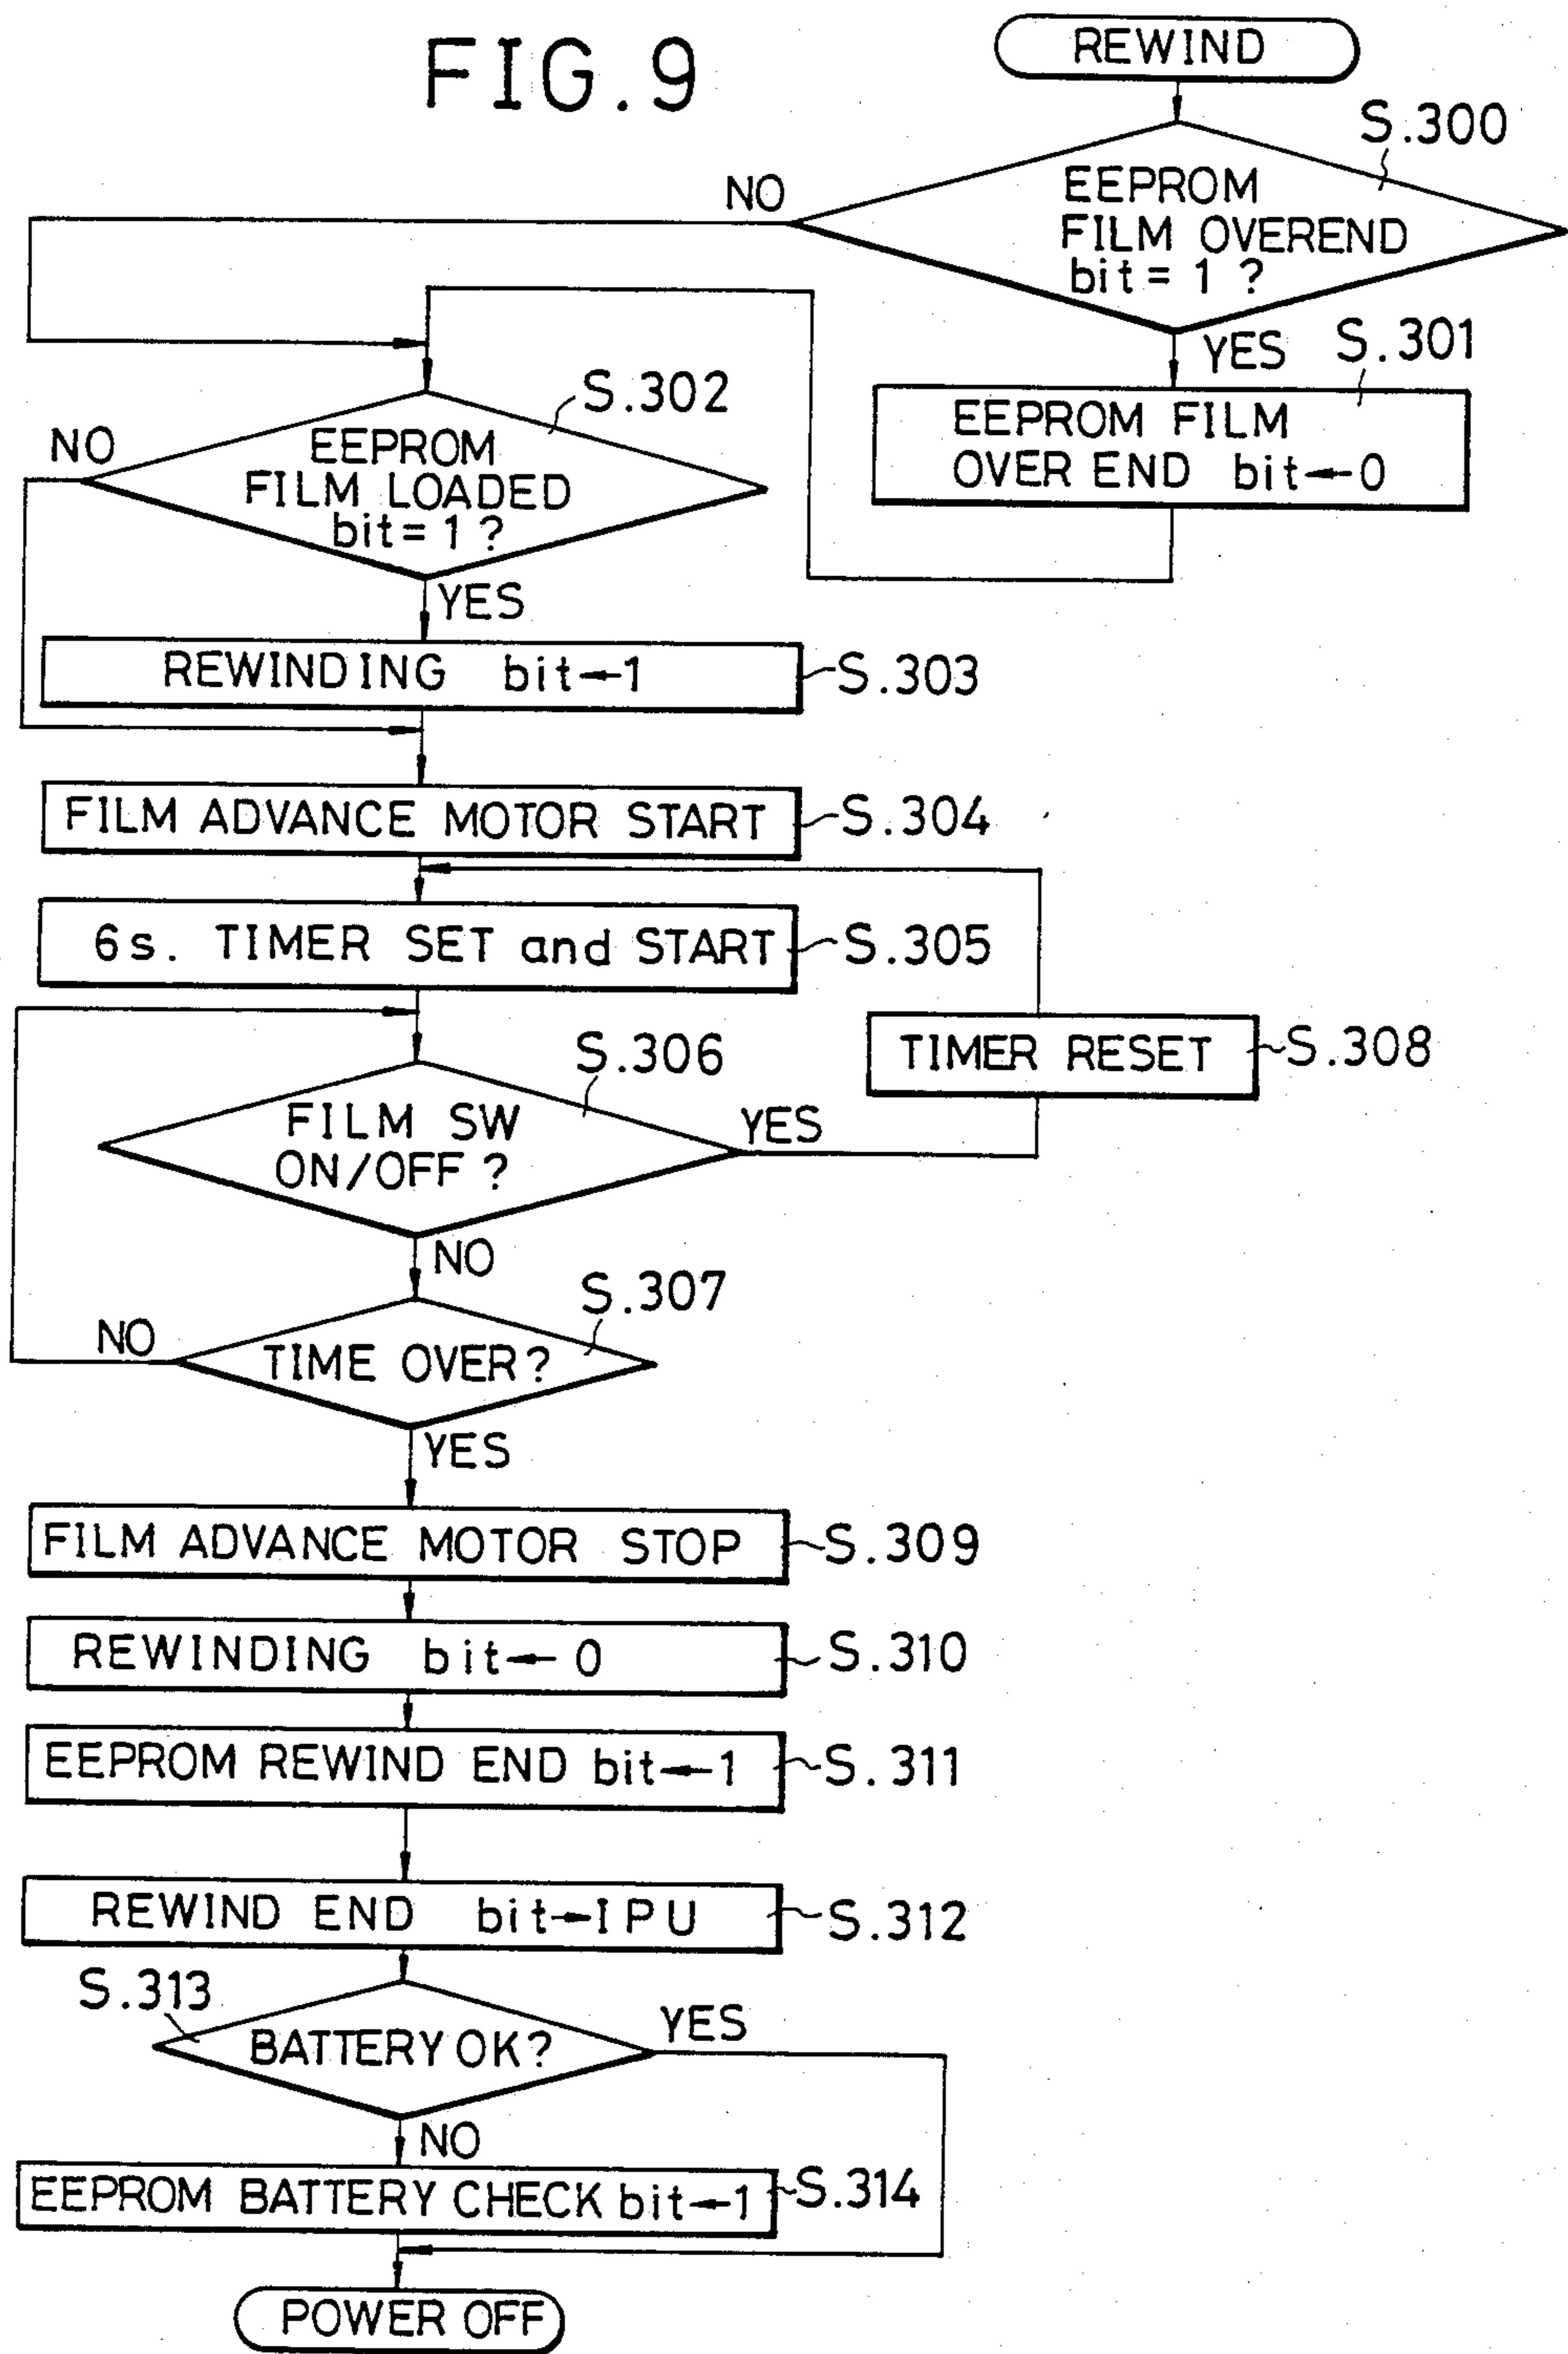 FIG.9
REWIND
S.300
EEPROM
FILM OVEREND
bit = 1 ?
NO
YES
S.301
EEPROM FILM
OVER END bit←0
S.302
EEPROM
FILM LOADED
bit = 1 ?
NO
YES
REWINDING bit←1
S.303
FILM ADVANCE MOTOR START
S.304
6s. TIMER SET and START
S.305
S.306
FILM SW
ON/OFF ?
YES
TIMER RESET
S.308
NO
S.307
TIME OVER?
NO
YES
FILM ADVANCE MOTOR STOP
S.309
REWINDING bit← 0
S.310
EEPROM REWIND END bit←1
S.311
REWIND END bit→IPU
S.312
S.313
BATTERY OK?
YES
NO
EEPROM BATTERY CHECK bit←1
S.314
POWER OFF